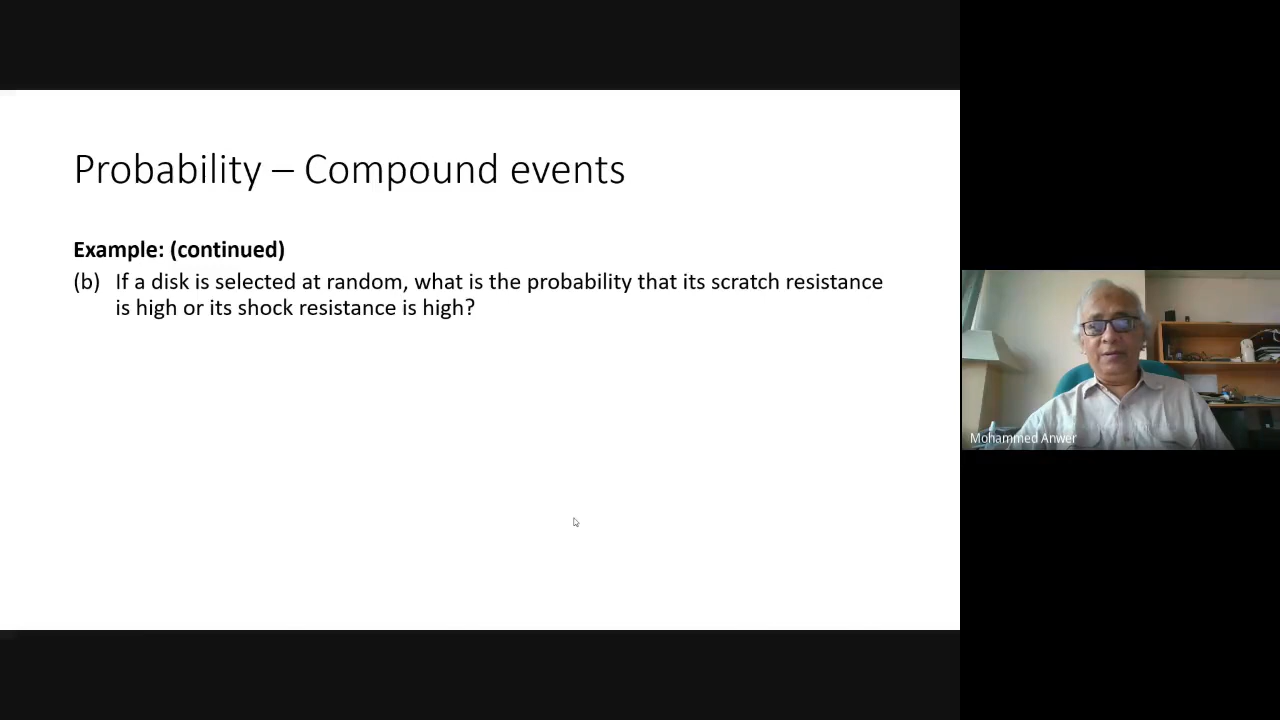 Probability – Compound events
Example: (continued)
(b) If a disk is selected at random, what is the probability that its scratch resistance
is high or its shock resistance is high?
Mohammed Anwer